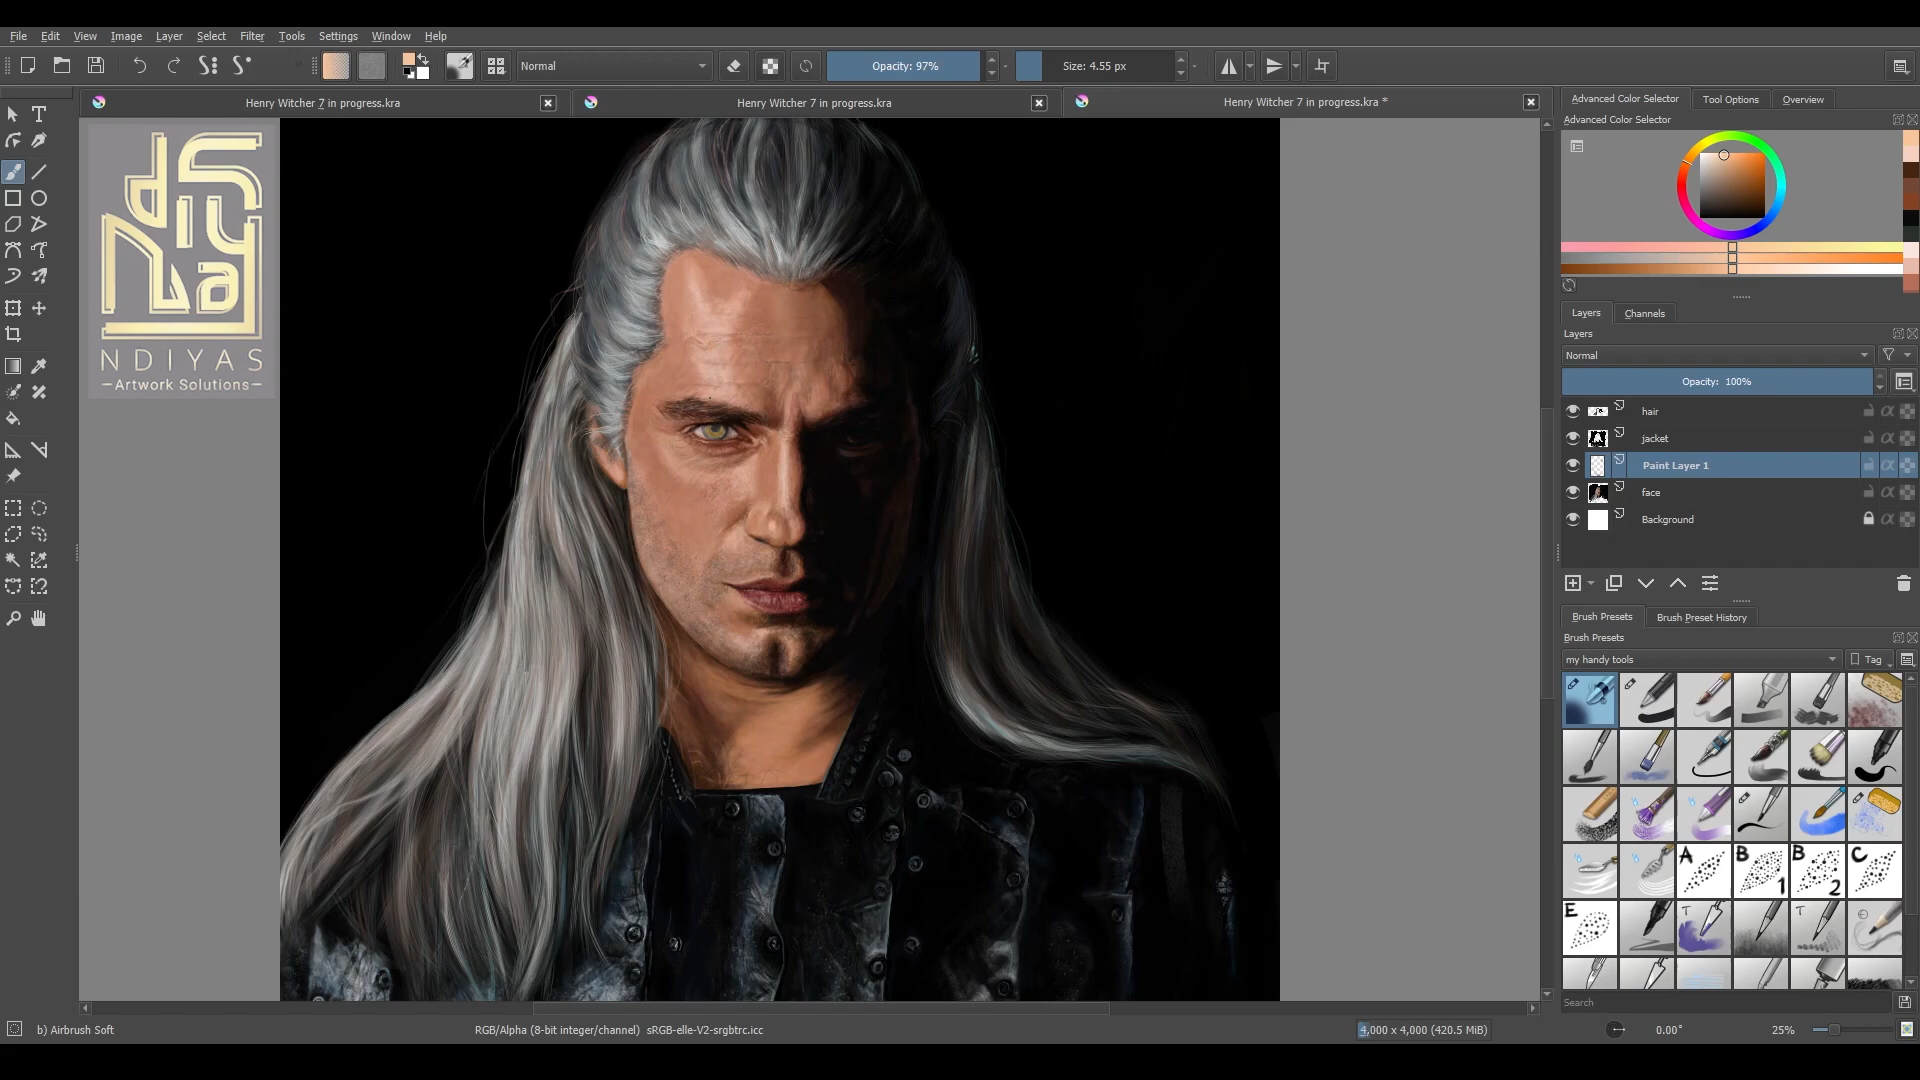 File Edit View Image Layer Select Filter Tools Settings Window Help
Normal
Opacity: 97%
Size: 4.55 px
Henry Witcher 7 in progress.kra
Henry Witcher 7 in progress.kra
Henry Witcher 7 in progress.kra *
Advanced Color Selector
Tool Options
Overview
Advanced Color Selector
NDIYAS
Artwork Solutions
Layers
Channels
Layers
Normal
Opacity: 100%
hair
jacket
Paint Layer 1
face
Background
Brush Presets
Brush Preset History
Brush Presets
my handy tools
Tag
A
B
1
B
2
C
E
T
T
Search
b) Airbrush Soft
RGB/Alpha (8-bit integer/channel) sRGB-elle-V2-srgbtrc.icc
4,000 x 4,000 (420.5 MiB)
0.00°
25%